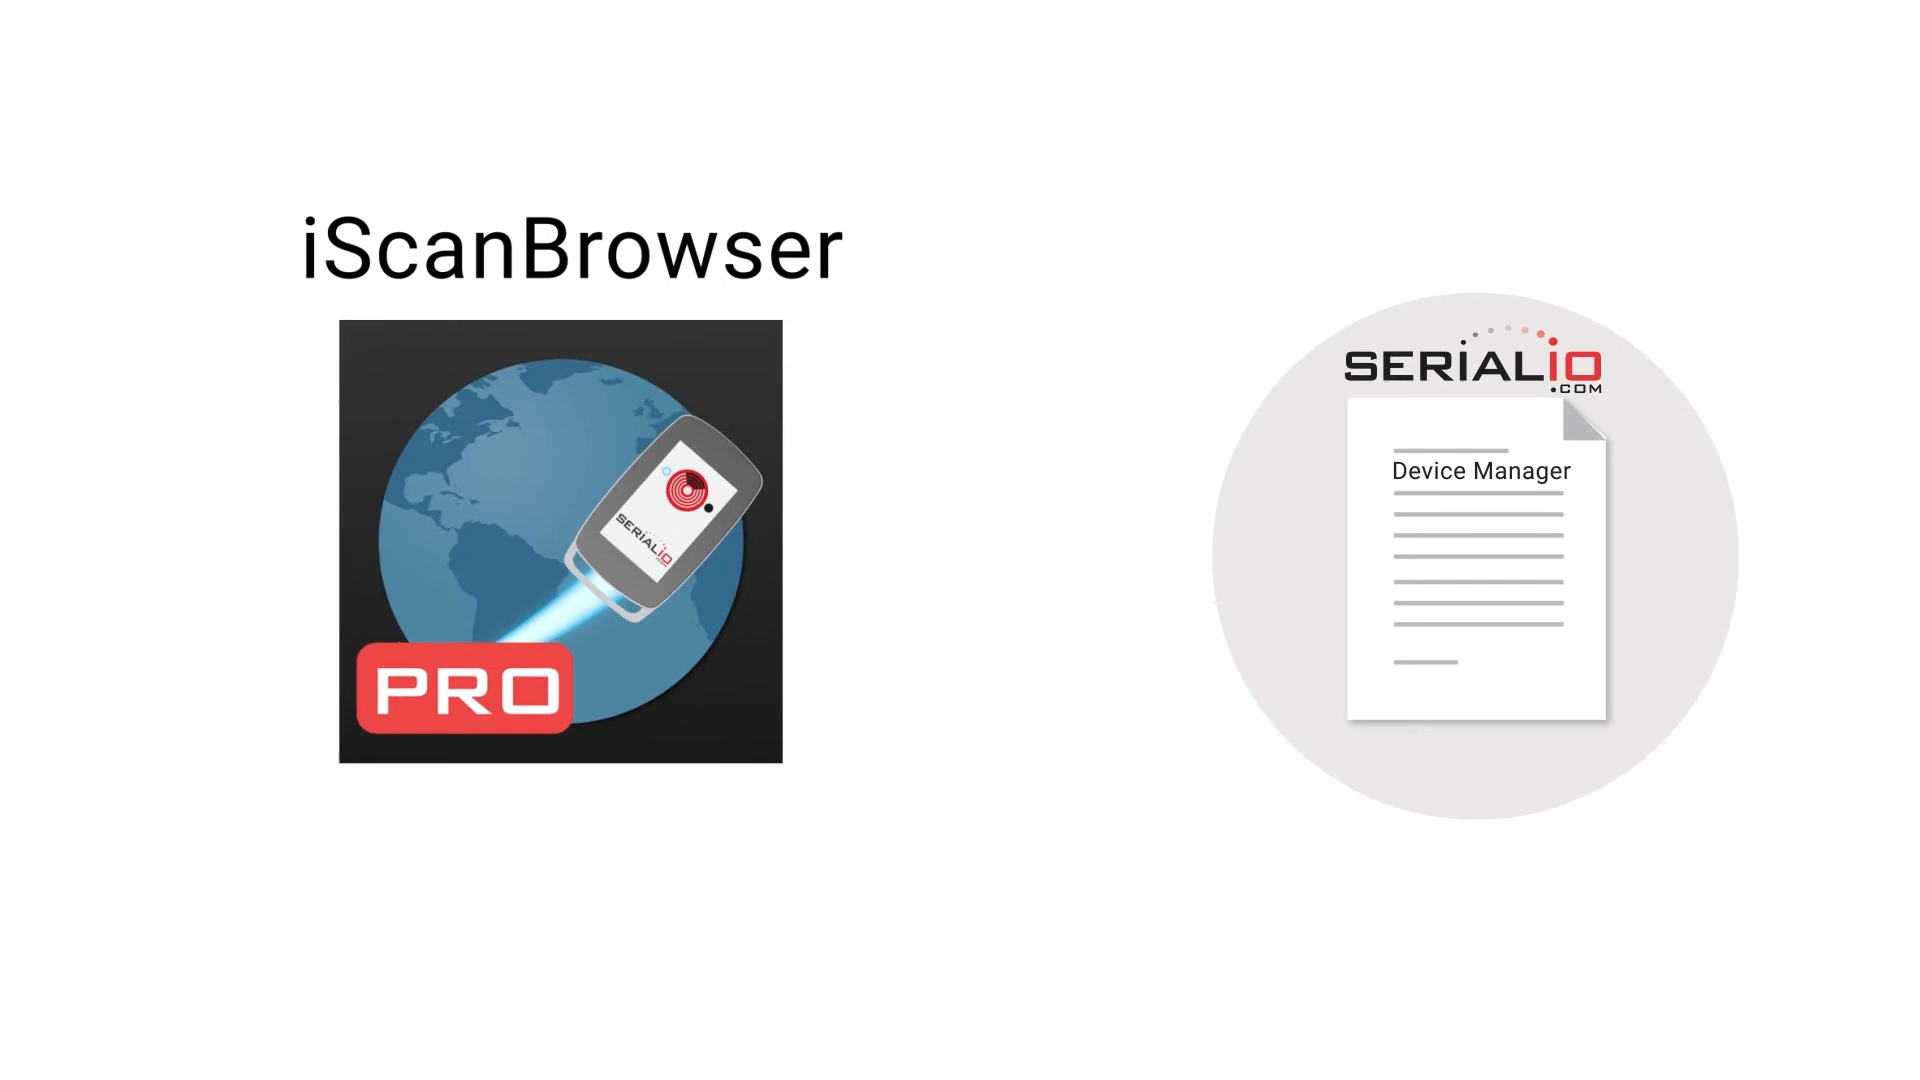 iScanBrowser
SERIALIO
PRO
SERIALIO
.COM
Device Manager